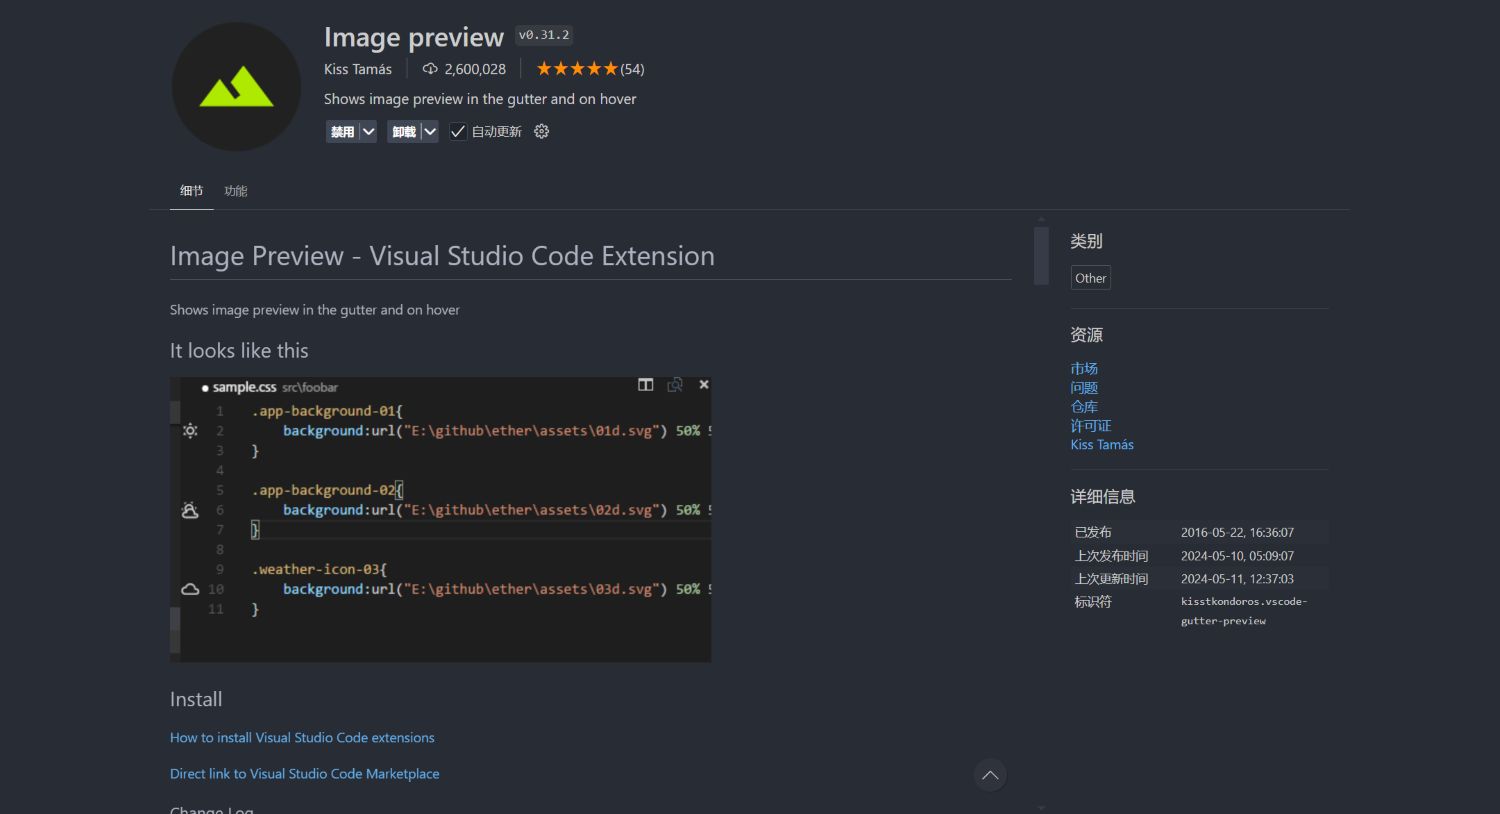 Image preview v0.31.2
Kiss Tamás 2,600,028 ★★★★★(54)
Shows image preview in the gutter and on hover
禁用 卸载 自动更新
细节 功能
Image Preview - Visual Studio Code Extension
Shows image preview in the gutter and on hover
It looks like this
● sample.css src\foobar
1 .app-background-01{
2 background:url("E:\github\ether\assets\01d.svg") 50%
3 }
4
5 .app-background-02{
6 background:url("E:\github\ether\assets\02d.svg") 50%
7 }
8
9 .weather-icon-03{
10 background:url("E:\github\ether\assets\03d.svg") 50%
11 }
Install
How to install Visual Studio Code extensions
Direct link to Visual Studio Code Marketplace
Change Log
类别
Other
资源
市场
问题
仓库
许可证
Kiss Tamás
详细信息
已发布 2016-05-22, 16:36:07
上次发布时间 2024-05-10, 05:09:07
上次更新时间 2024-05-11, 12:37:03
标识符 kisstkondoros.vscode-
gutter-preview